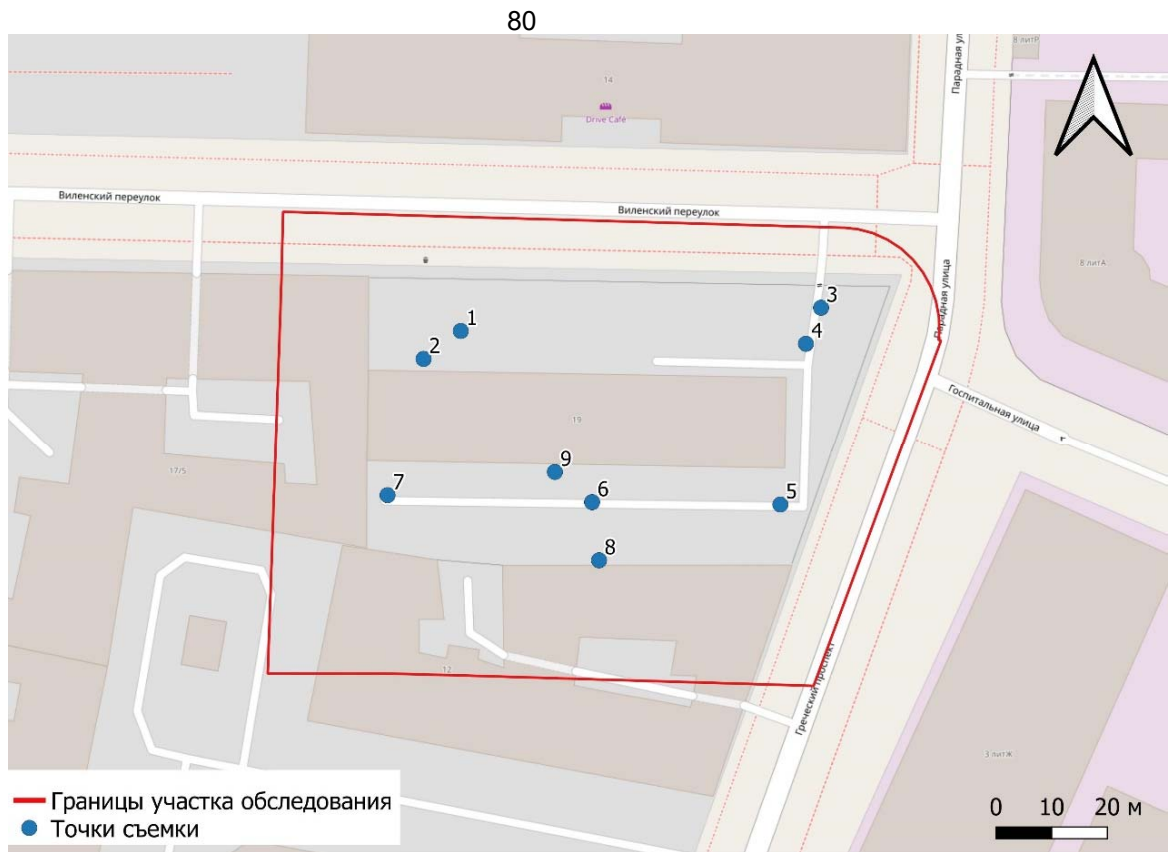 80
8 литР
Парадная ул
14
Drive Cafe
Виленский переулок
Виленский переулок
8 литА
3
1
4
2
Парадная улица
Госпитальная улица
19
9
17/5
7
6
5
8
12
Греческий проспект
3 литЖ
Границы участка обследования
Точки съемки
0 10 20 м